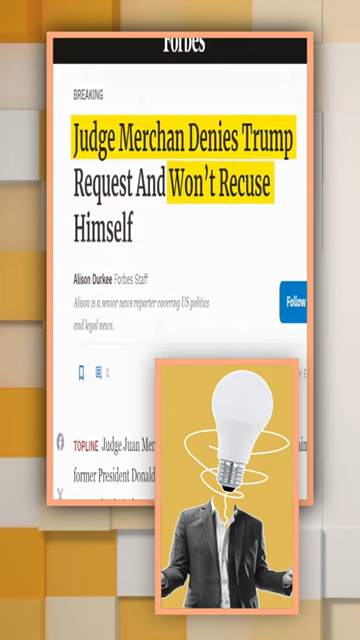 Forbes
BREAKING
Judge Merchan Denies Trump
Request And Won't Recuse
Himself
Alison Durkee Forbes Staff
Alison is a senior news reporter covering US politics
and legal news.
Follow
0
TOPLINE Judge Juan Mer
former President Donald